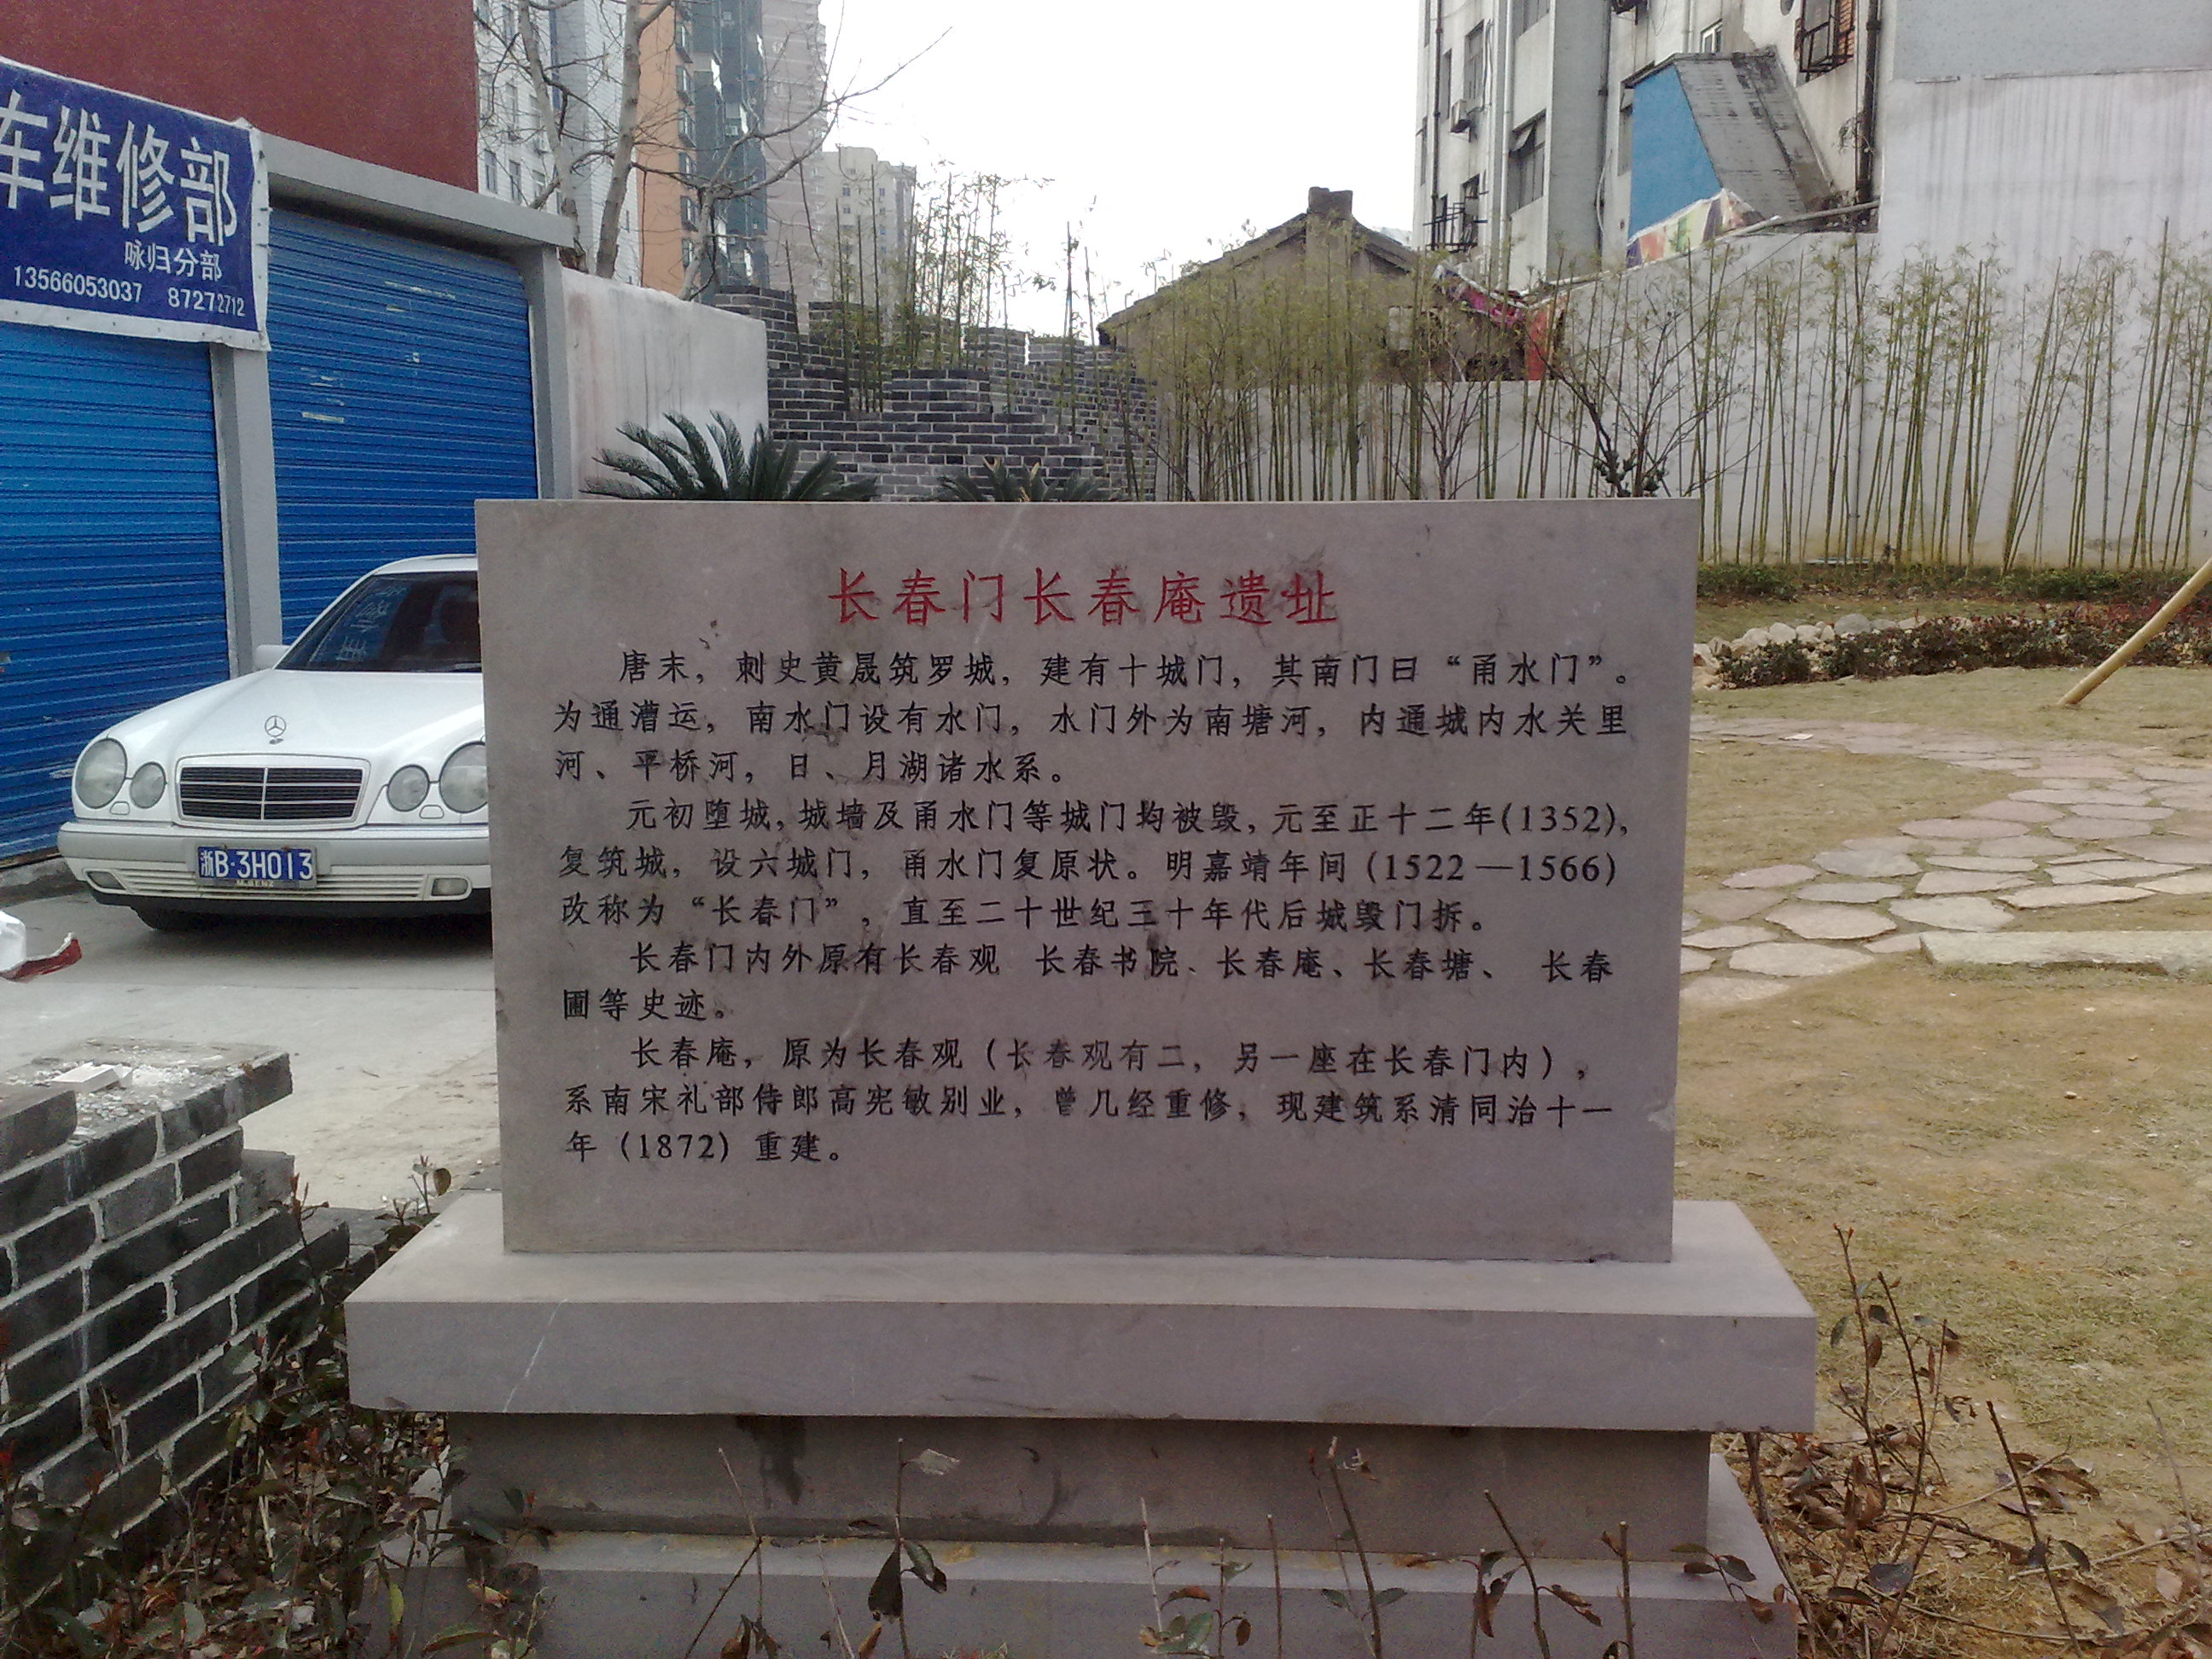 车维修部
咏归分部
13566053037 87272712
浙B·3H013
M.BENZ
长春门长春庵遗址
唐末，刺史黄晟筑罗城，建有十城门，其南门曰“甬水门”。
为通漕运，南水门设有水门，水门外为南塘河，内通城内水关里
河、平桥河，日、月湖诸水系。
元初堕城，城墙及甬水门等城门均被毁，元至正十二年(1352)，
复筑城，设六城门，甬水门复原状。明嘉靖年间(1522—1566)
改称为“长春门”，直至二十世纪三十年代后城毁门拆。
长春门内外原有长春观 长春书院、长春庵、长春塘、 长春
圃等史迹。
长春庵，原为长春观（长春观有二，另一座在长春门内），
系南宋礼部侍郎高宪敏别业，曾几经重修，现建筑系清同治十一
年（1872）重建。